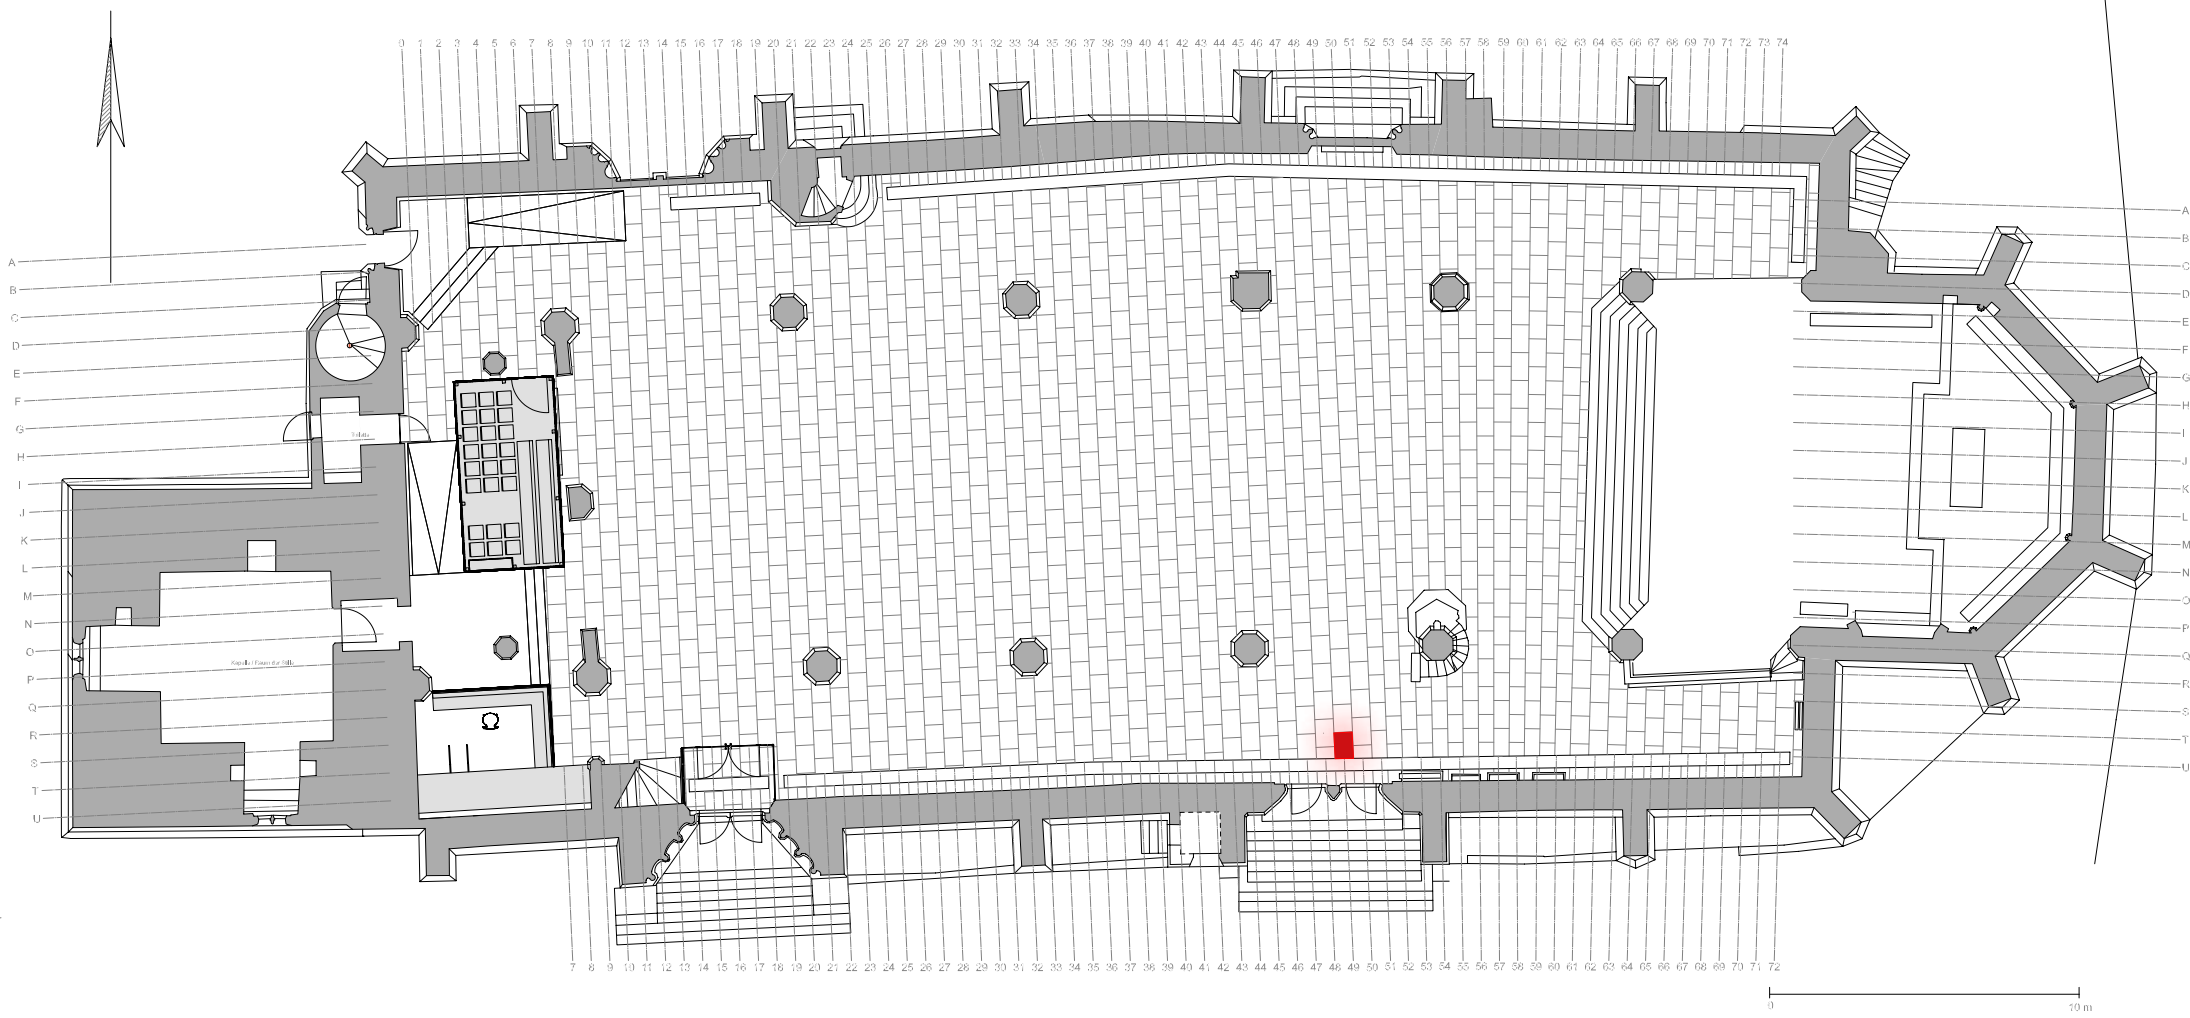 0 1 2 3 4 5 6 7 8 9 10 11 12 13 14 15 16 17 18 19 20 21 22 23 24 25 26 27 28 29 30 31 32 33 34 35 36 37 38 39 40 41 42 43 44 45 46 47 48 49 50 51 52 53 54 55 56 57 58 59 60 61 62 63 64 65 66 67 68 69 70 71 72 73 74
A
B
C
D
E
F
G
H
I
J
K
L
M
N
O
P
Q
R
S
T
U
Kapelle / Raum der Stille
A
B
C
D
E
F
G
H
I
J
K
L
M
N
O
P
Q
R
S
T
U
7 8 9 10 11 12 13 14 15 16 17 18 19 20 21 22 23 24 25 26 27 28 29 30 31 32 33 34 35 36 37 38 39 40 41 42 43 44 45 46 47 48 49 50 51 52 53 54 55 56 57 58 59 60 61 62 63 64 65 66 67 68 69 70 71 72
0 10 m